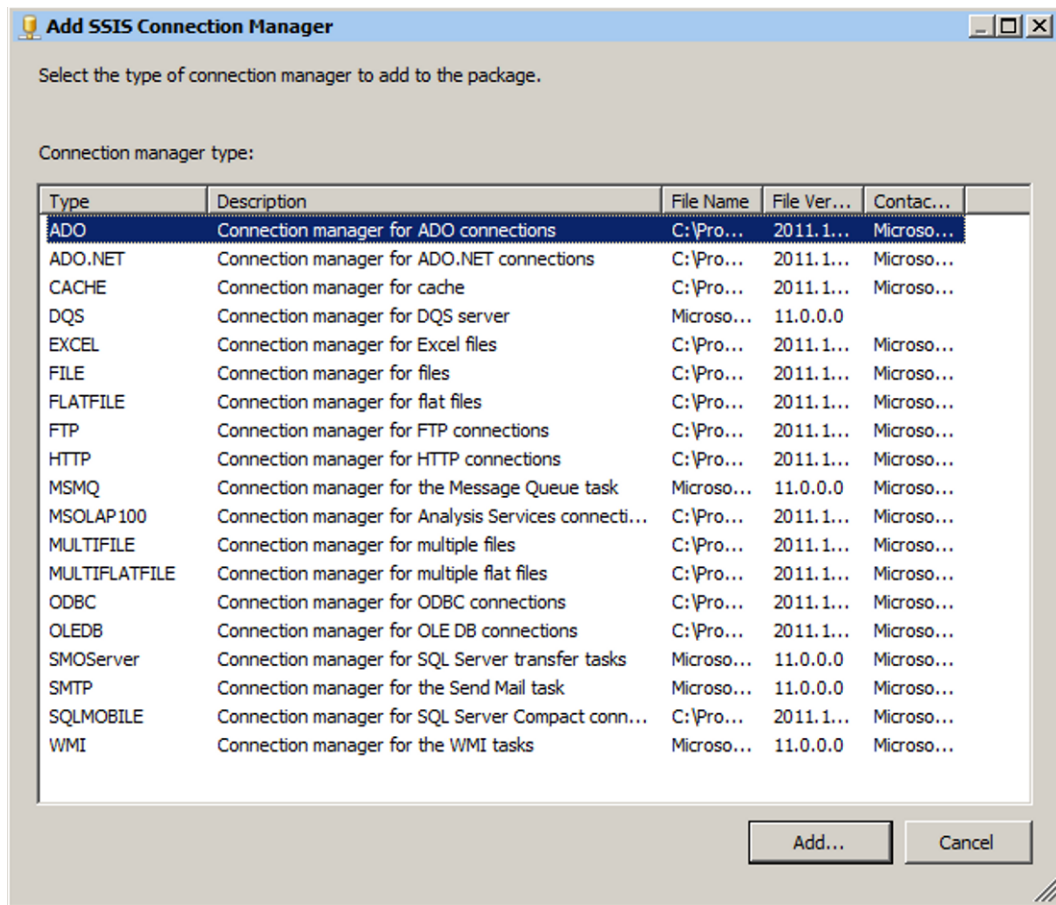 Add SSIS Connection Manager
Select the type of connection manager to add to the package.
Connection manager type:
Type Description File Name File Ver... Contac...
ADO Connection manager for ADO connections C:\Pro... 2011.1... Microso...
ADO.NET Connection manager for ADO.NET connections C:\Pro... 2011.1... Microso...
CACHE Connection manager for cache C:\Pro... 2011.1... Microso...
DQS Connection manager for DQS server Microso... 11.0.0.0
EXCEL Connection manager for Excel files C:\Pro... 2011.1... Microso...
FILE Connection manager for files C:\Pro... 2011.1... Microso...
FLATFILE Connection manager for flat files C:\Pro... 2011.1... Microso...
FTP Connection manager for FTP connections C:\Pro... 2011.1... Microso...
HTTP Connection manager for HTTP connections C:\Pro... 2011.1... Microso...
MSMQ Connection manager for the Message Queue task Microso... 11.0.0.0 Microso...
MSOLAP100 Connection manager for Analysis Services connecti... C:\Pro... 2011.1... Microso...
MULTIFILE Connection manager for multiple files C:\Pro... 2011.1... Microso...
MULTIFLATFILE Connection manager for multiple flat files C:\Pro... 2011.1... Microso...
ODBC Connection manager for ODBC connections C:\Pro... 2011.1... Microso...
OLEDB Connection manager for OLE DB connections C:\Pro... 2011.1... Microso...
SMOServer Connection manager for SQL Server transfer tasks Microso... 11.0.0.0 Microso...
SMTP Connection manager for the Send Mail task Microso... 11.0.0.0 Microso...
SQLMOBILE Connection manager for SQL Server Compact conn... C:\Pro... 2011.1... Microso...
WMI Connection manager for the WMI tasks Microso... 11.0.0.0 Microso...
Add... Cancel